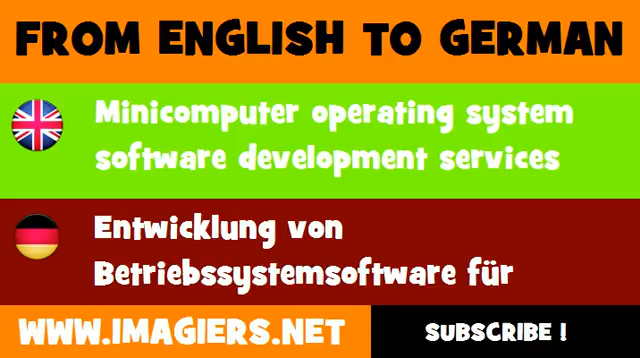 FROM ENGLISH TO GERMAN
Minicomputer operating system
software development services
Entwicklung von
Betriebssystemsoftware für
WWW.IMAGIERS.NET
SUBSCRIBE !